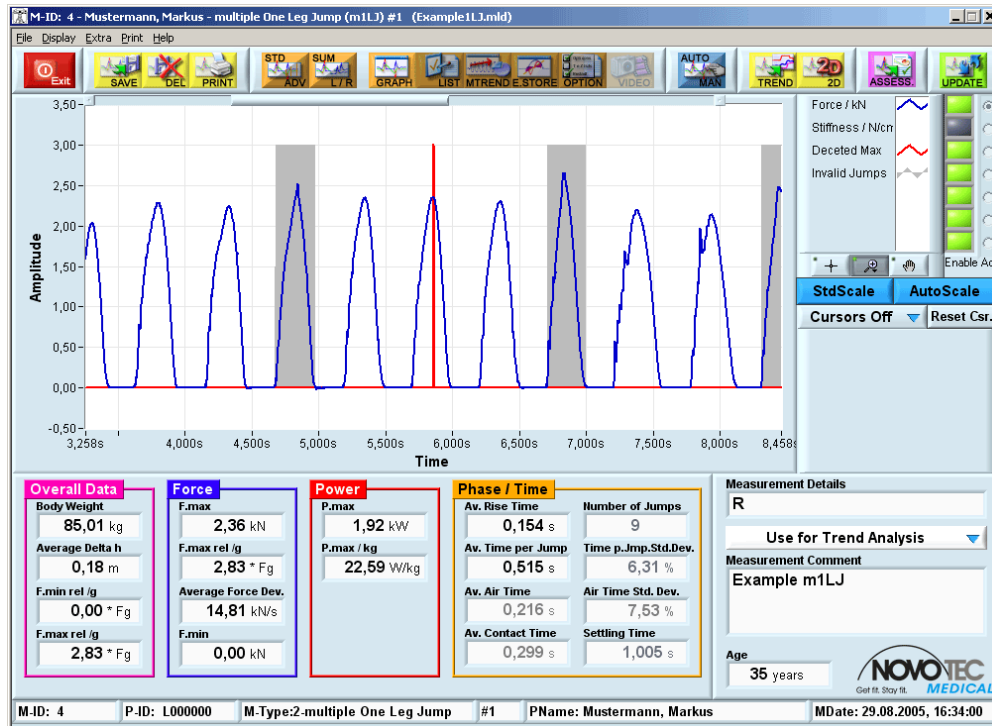 M-ID: 4 - Mustermann, Markus - multiple One Leg Jump (m1LJ) #1 (Example1LJ.mld)
File Display Extra Print Help
Exit SAVE DEL PRINT STD ADV SUM L / R GRAPH LIST MTREND E.STORE OPTION VIDEO AUTO MAN TREND 2D 2D ASSESS. UPDATE
3,50
3,00
2,50
2,00
1,50
1,00
0,50
0,00
-0,50
Amplitude
3,258s 4,000s 4,500s 5,000s 5,500s 6,000s 6,500s 7,000s 7,500s 8,000s 8,458s
Time
Force / kN
Stiffness / N/cm
Deceted Max
Invalid Jumps
Enable Ac
StdScale AutoScale
Cursors Off Reset Csr.
Overall Data
Body Weight
85,01 kg
Average Delta h
0,18 m
F.min rel /g
0,00 * Fg
F.max rel /g
2,83 * Fg
Force
F.max
2,36 kN
F.max rel /g
2,83 * Fg
Average Force Dev.
14,81 kN/s
F.min
0,00 kN
Power
P.max
1,92 kW
P.max / kg
22,59 W/kg
Phase / Time
Av. Rise Time Number of Jumps
0,154 s 9
Av. Time per Jump Time p.Jmp.Std.Dev.
0,515 s 6,31 %
Av. Air Time Air Time Std. Dev.
0,216 s 7,53 %
Av. Contact Time Settling Time
0,299 s 1,005 s
Measurement Details
R
Use for Trend Analysis
Measurement Comment
Example m1LJ
Age
35 years
NOVOTEC
Get fit. Stay fit. MEDICAL
M-ID: 4 P-ID: L000000 M-Type:2-multiple One Leg Jump #1 PName: Mustermann, Markus MDate: 29.08.2005, 16:34:00